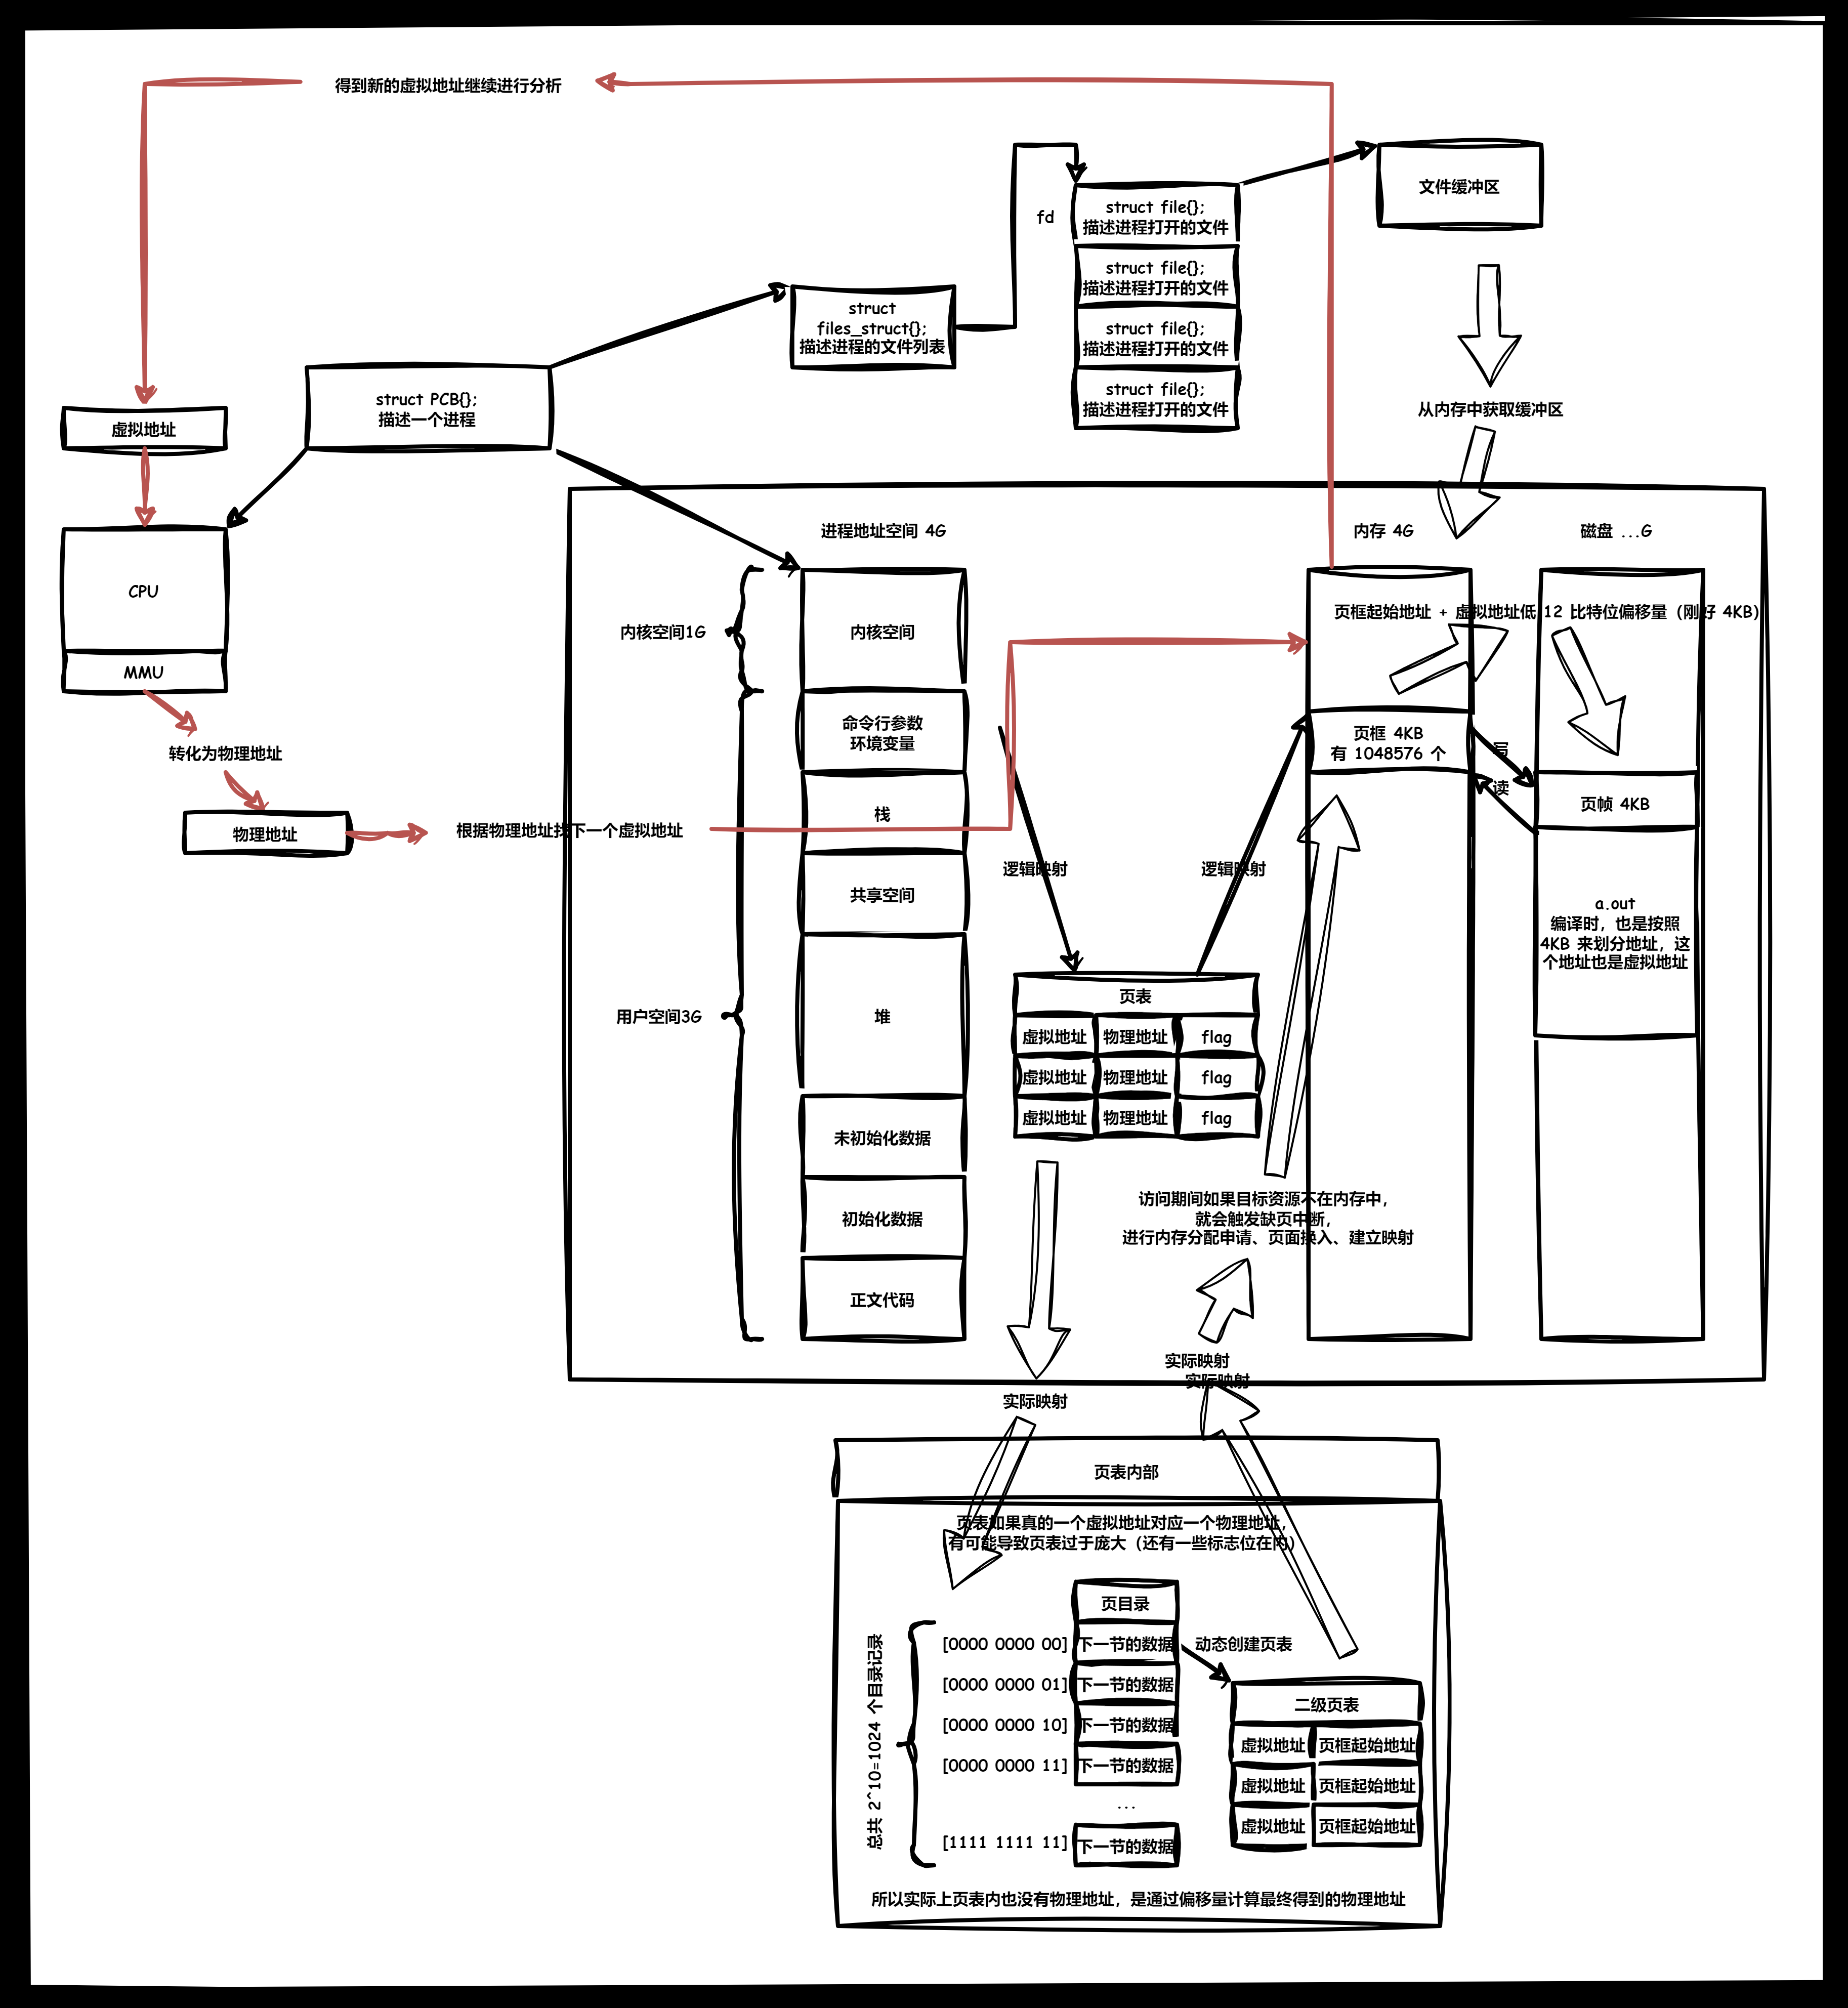 得到新的虚拟地址继续进行分析
文件缓冲区
fd
struct file{};
描述进程打开的文件
struct file{};
描述进程打开的文件
struct file{};
描述进程打开的文件
struct file{};
描述进程打开的文件
struct
files_struct{};
描述进程的文件列表
struct PCB{};
描述一个进程
从内存中获取缓冲区
虚拟地址
CPU
MMU
转化为物理地址
物理地址
根据物理地址找下一个虚拟地址
进程地址空间 4G
内存 4G
磁盘 ...G
内核空间1G
用户空间3G
内核空间
命令行参数
环境变量
栈
共享空间
堆
未初始化数据
初始化数据
正文代码
页框起始地址 + 虚拟地址低 12 比特位偏移量（刚好 4KB）
页框 4KB
有 1048576 个
写
读
页帧 4KB
a.out
编译时，也是按照
4KB 来划分地址，这
个地址也是虚拟地址
逻辑映射
逻辑映射
页表
虚拟地址 物理地址 flag
虚拟地址 物理地址 flag
虚拟地址 物理地址 flag
访问期间如果目标资源不在内存中，
就会触发缺页中断，
进行内存分配申请、页面换入、建立映射
实际映射
实际映射
实际映射
页表内部
页表如果真的一个虚拟地址对应一个物理地址，
有可能导致页表过于庞大（还有一些标志位在内）
页目录
总共 2^10=1024 个目录记录
[0000 0000 00] 下一节的数据
[0000 0000 01] 下一节的数据
[0000 0000 10] 下一节的数据
[0000 0000 11] 下一节的数据
...
[1111 1111 11] 下一节的数据
动态创建页表
二级页表
虚拟地址 页框起始地址
虚拟地址 页框起始地址
虚拟地址 页框起始地址
所以实际上页表内也没有物理地址，是通过偏移量计算最终得到的物理地址